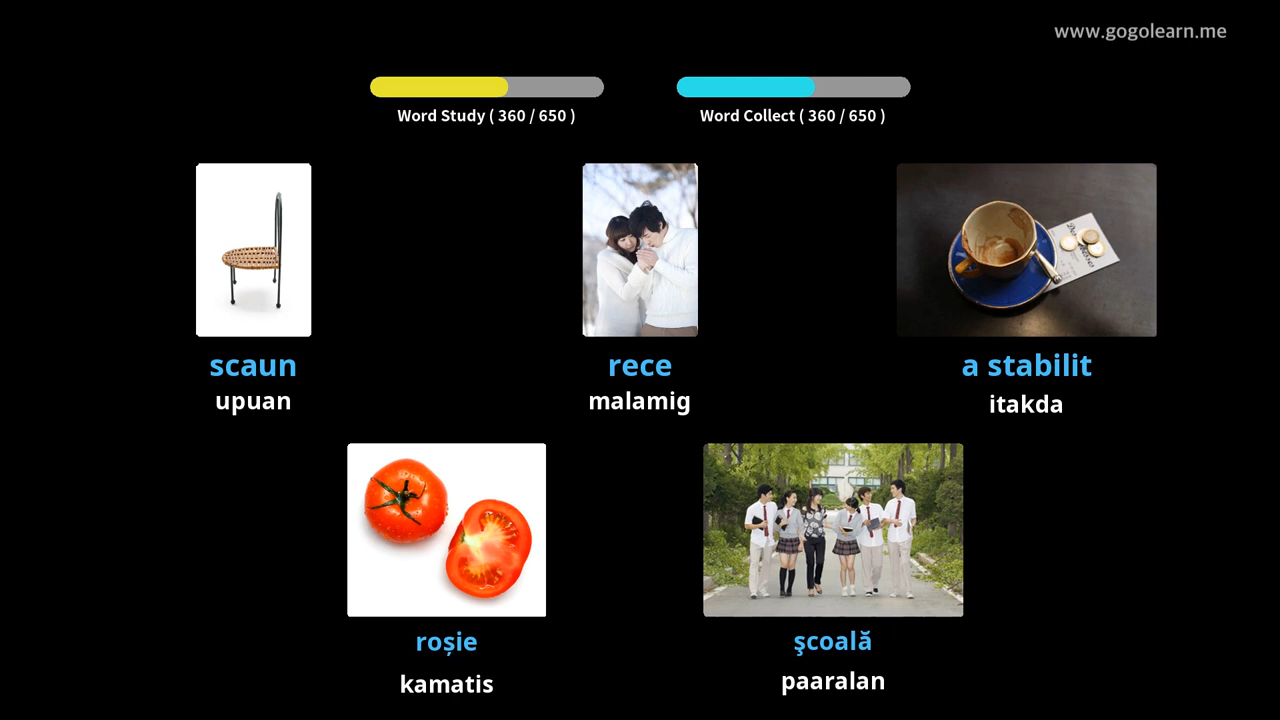 www.gogolearn.me
Word Study ( 360 / 650 )
Word Collect ( 360 / 650 )
scaun
upuan
rece
malamig
a stabilit
itakda
roșie
kamatis
şcoală
paaralan